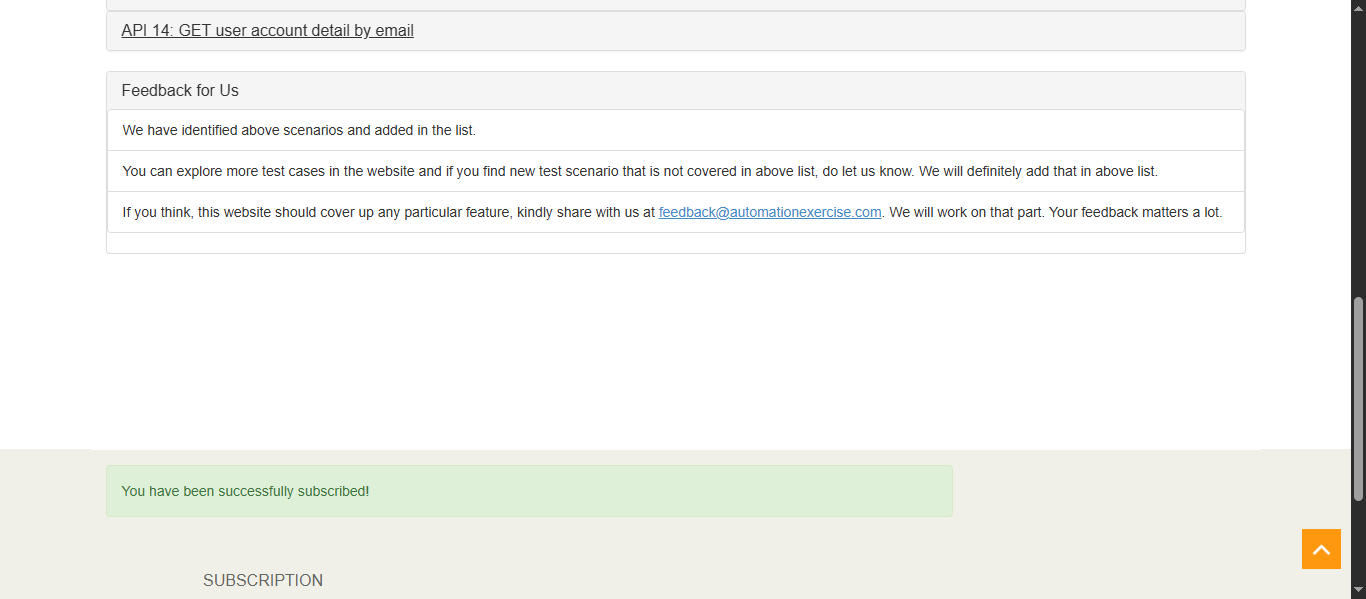 API 14: GET user account detail by email
Feedback for Us
We have identified above scenarios and added in the list.
You can explore more test cases in the website and if you find new test scenario that is not covered in above list, do let us know. We will definitely add that in above list.
If you think, this website should cover up any particular feature, kindly share with us at feedback@automationexercise.com. We will work on that part. Your feedback matters a lot.
You have been successfully subscribed!
SUBSCRIPTION